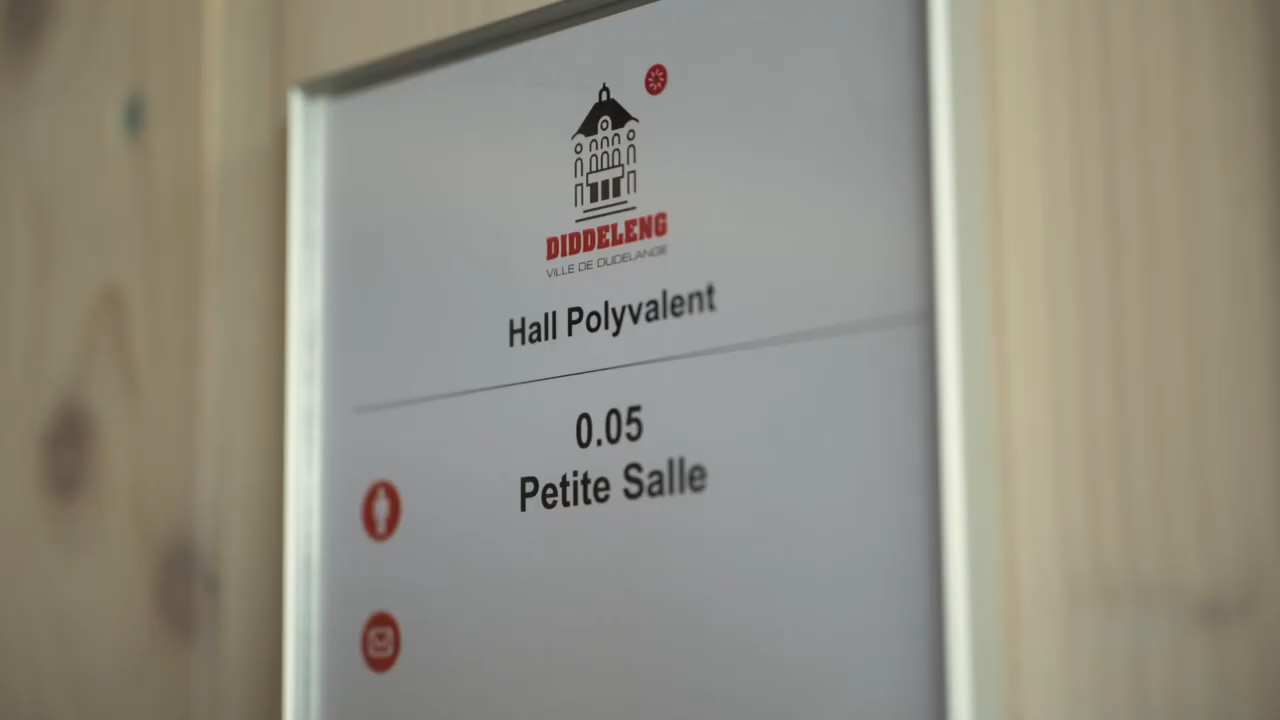 DIDDELENG
VILLE DE DUDELANGE
Hall Polyvalent
0.05
Petite Salle